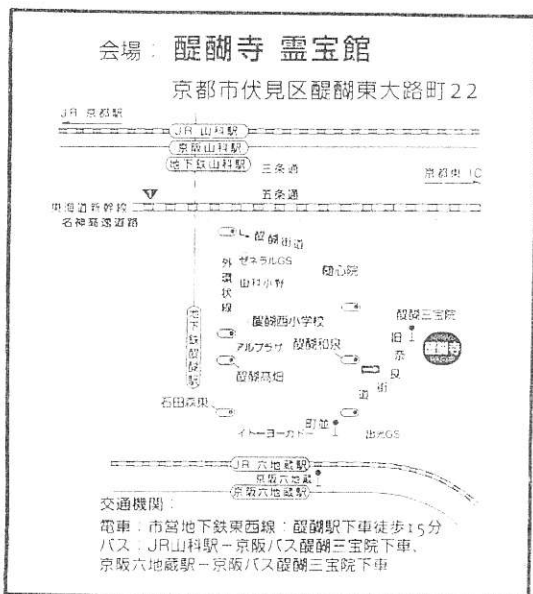 会場: 醍醐寺 霊宝館
京都市伏見区醍醐東大路町22
JR 京都駅
JR 山科駅
京阪山科駅
地下鉄山科駅
三条通
京都東 IC
1
五条通
東海道新幹線
名神高速道路
醍醐街道
外環状線
ゼネラルGS
山科小野
随心院
醍醐三宝院
醍醐西小学校
旧奈良街道
醍醐寺
アルプラザ
醍醐和泉
地下鉄醍醐駅
醍醐高畑
石田森東
町並
イトーヨーカドー
出光GS
JR 六地蔵駅
京阪六地蔵
京阪六地蔵駅
交通機関:
電車:市営地下鉄東西線:醍醐駅下車徒歩15分
バス:JR山科駅-京阪バス醍醐三宝院下車、
京阪六地蔵駅-京阪バス醍醐三宝院下車